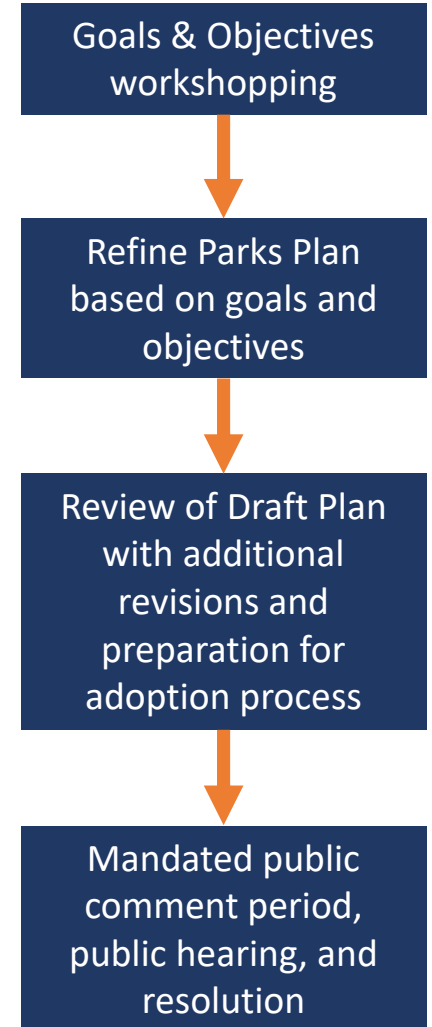 Goals & Objectives
workshopping
Refine Parks Plan
based on goals and
objectives
Review of Draft Plan
with additional
revisions and
preparation for
adoption process
Mandated public
comment period,
public hearing, and
resolution